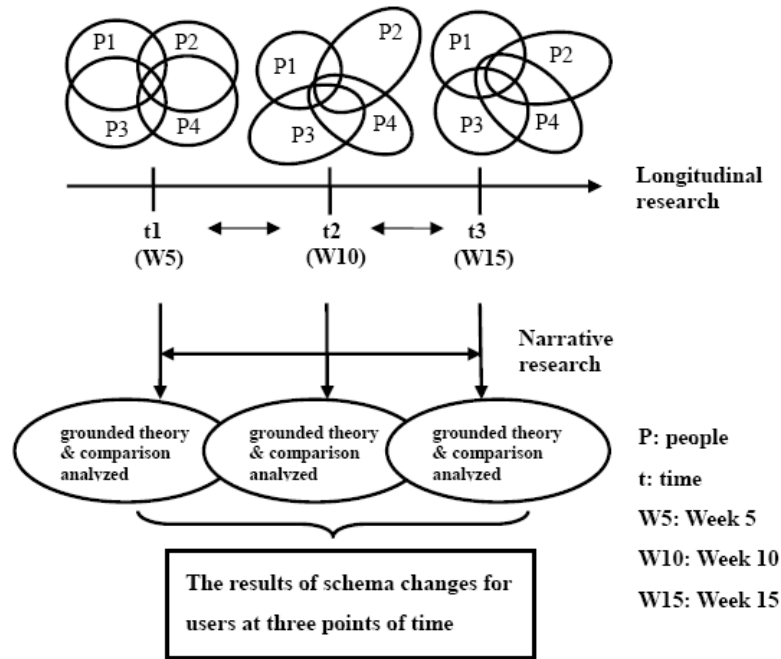 P1
P2
P3
P4
P1
P2
P3
P4
P1
P2
P3
P4
Longitudinal
research
t1
(W5)
t2
(W10)
t3
(W15)
Narrative
research
grounded theory
& comparison
analyzed
grounded theory
& comparison
analyzed
grounded theory
& comparison
analyzed
P: people
t: time
W5: Week 5
W10: Week 10
W15: Week 15
The results of schema changes for
users at three points of time